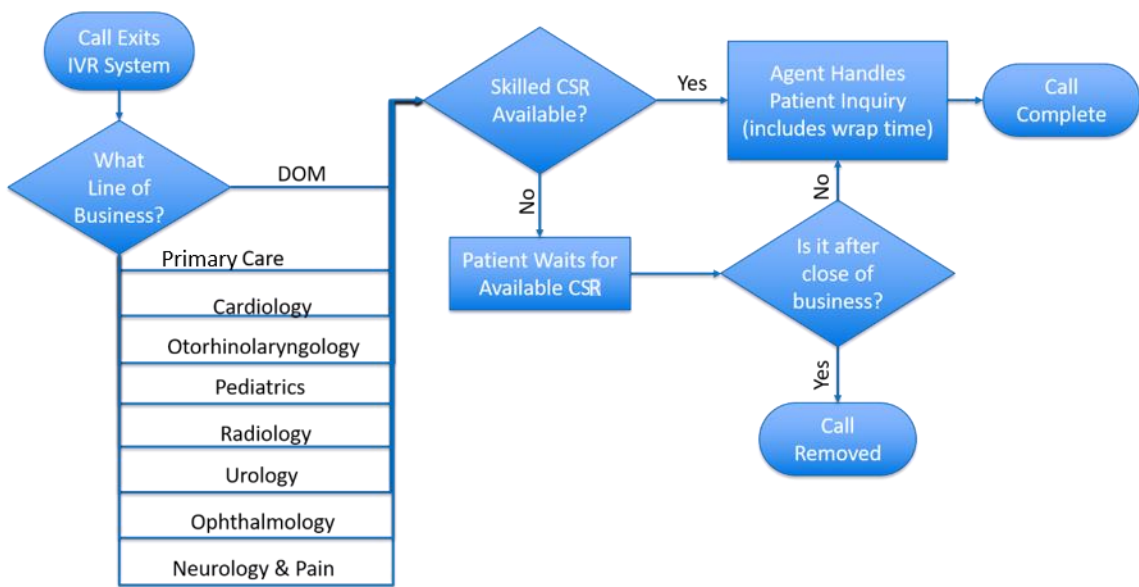 Call Exits
IVR System
What
Line of
Business?
DOM
Primary Care
Cardiology
Otorhinolaryngology
Pediatrics
Radiology
Urology
Ophthalmology
Neurology & Pain
Skilled CSR
Available?
Yes
No
Patient Waits for
Available CSR
Agent Handles
Patient Inquiry
(includes wrap time)
Call
Complete
No
Is it after
close of
business?
Yes
Call
Removed